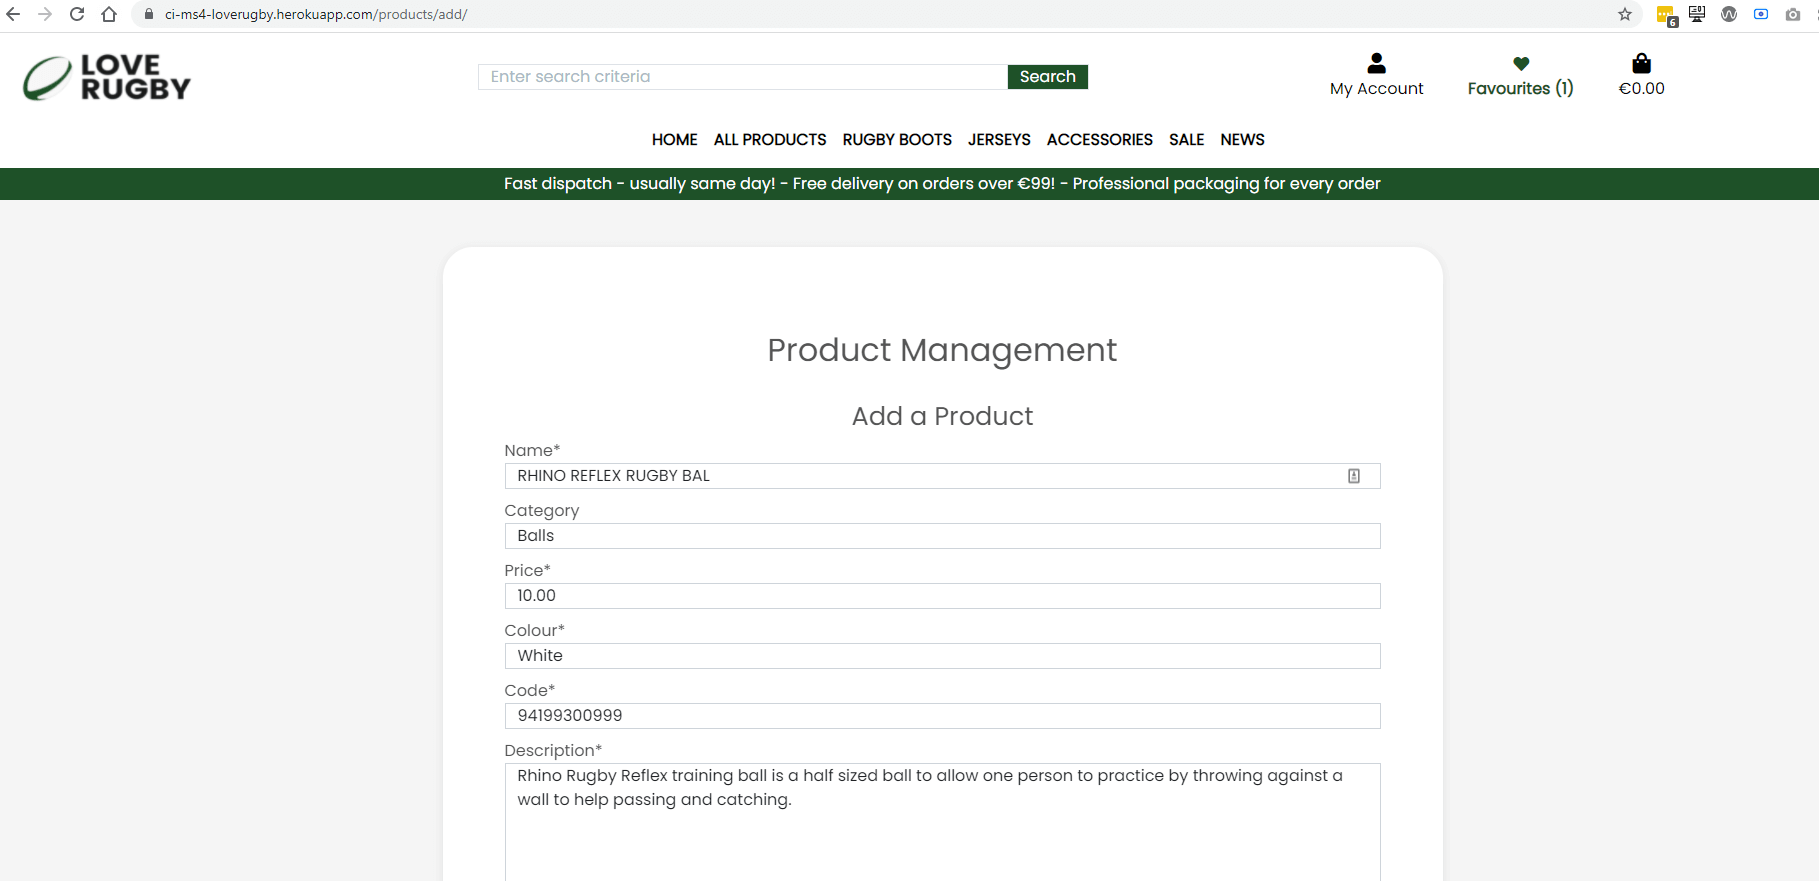 ci-ms4-loverugby.herokuapp.com/products/add/
6
LOVE
RUGBY
Enter search criteria
Search
My Account
Favourites (1)
€0.00
HOME ALL PRODUCTS RUGBY BOOTS JERSEYS ACCESSORIES SALE NEWS
Fast dispatch - usually same day! - Free delivery on orders over €99! - Professional packaging for every order
Product Management
Add a Product
Name*
RHINO REFLEX RUGBY BAL
Category
Balls
Price*
10.00
Colour*
White
Code*
94199300999
Description*
Rhino Rugby Reflex training ball is a half sized ball to allow one person to practice by throwing against a
wall to help passing and catching.